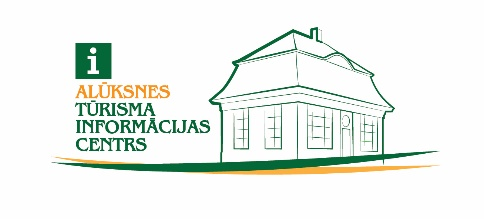 i
ALŪKSNES
TŪRISMA
INFORMĀCIJAS
CENTRS